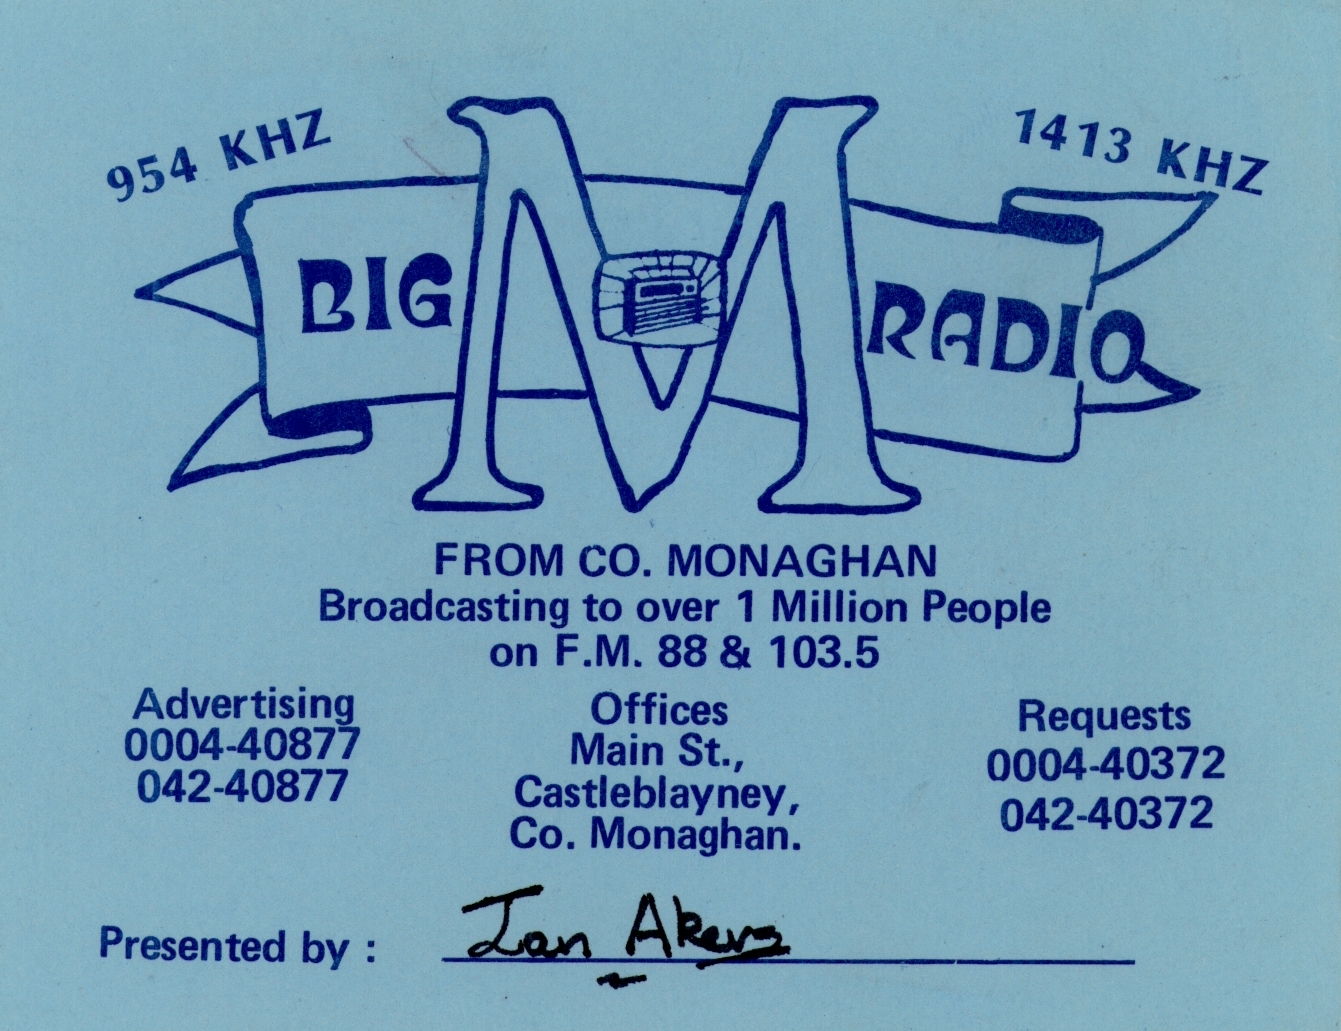 954 KHZ
1413 KHZ
BIG M RADIO
FROM CO. MONAGHAN
Broadcasting to over 1 Million People
on F.M. 88 & 103.5
Advertising
0004-40877
042-40877
Offices
Main St.,
Castleblayney,
Co. Monaghan.
Requests
0004-40372
042-40372
Presented by : Ian Akers